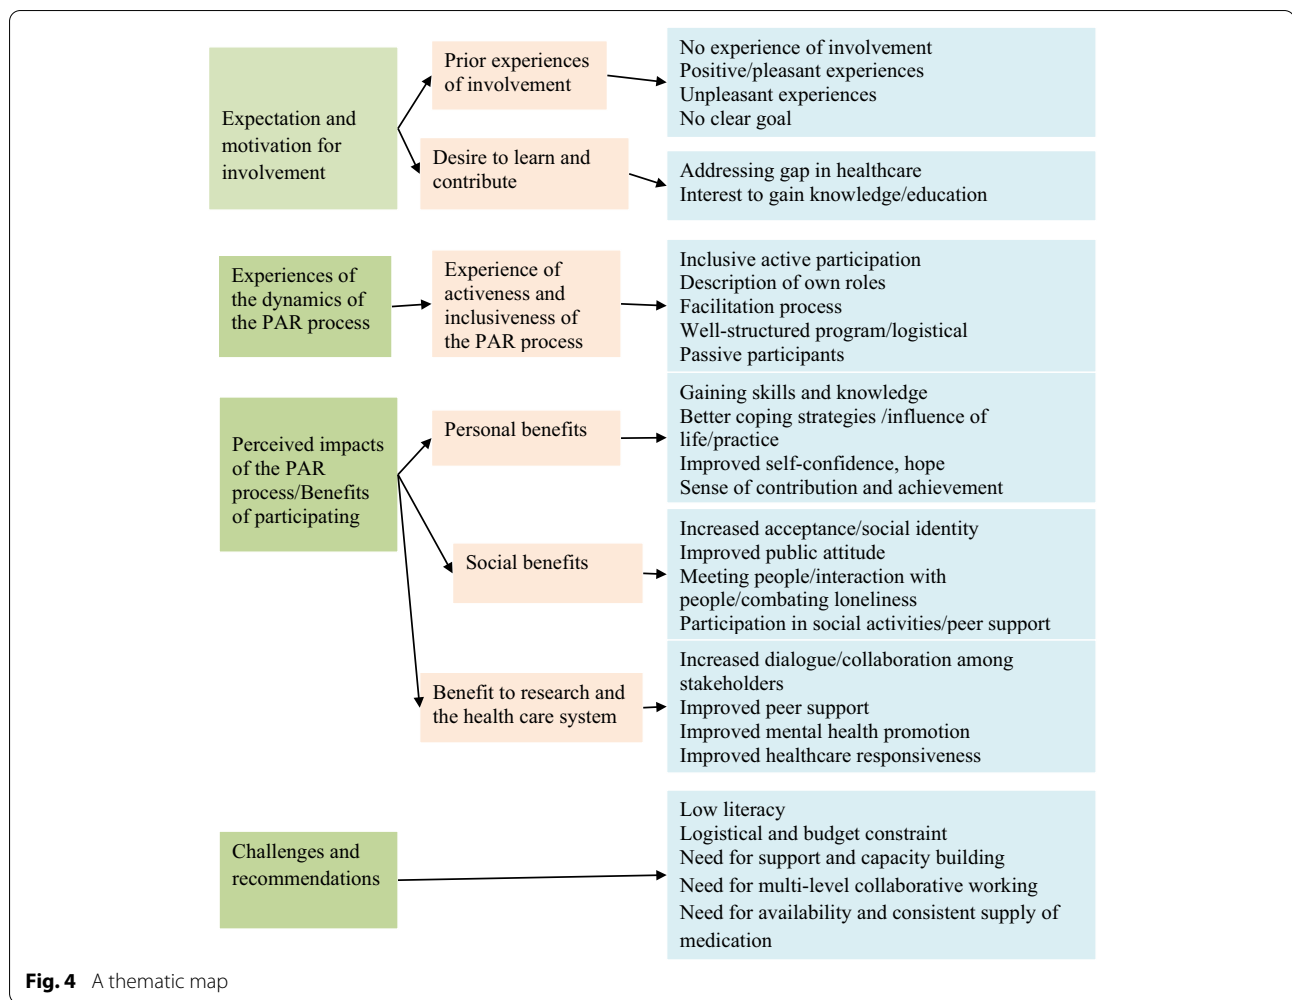 Expectation and
motivation for
involvement
Prior experiences
of involvement
No experience of involvement
Positive/pleasant experiences
Unpleasant experiences
No clear goal
Desire to learn and
contribute
Addressing gap in healthcare
Interest to gain knowledge/education
Experiences of
the dynamics of
the PAR process
Experience of
activeness and
inclusiveness of
the PAR process
Inclusive active participation
Description of own roles
Facilitation process
Well-structured program/logistical
Passive participants
Perceived impacts
of the PAR
process/Benefits
of participating
Personal benefits
Gaining skills and knowledge
Better coping strategies /influence of
life/practice
Improved self-confidence, hope
Sense of contribution and achievement
Social benefits
Increased acceptance/social identity
Improved public attitude
Meeting people/interaction with
people/combating loneliness
Participation in social activities/peer support
Benefit to research and
the health care system
Increased dialogue/collaboration among
stakeholders
Improved peer support
Improved mental health promotion
Improved healthcare responsiveness
Challenges and
recommendations
Low literacy
Logistical and budget constraint
Need for support and capacity building
Need for multi-level collaborative working
Need for availability and consistent supply of
medication
Fig. 4 A thematic map